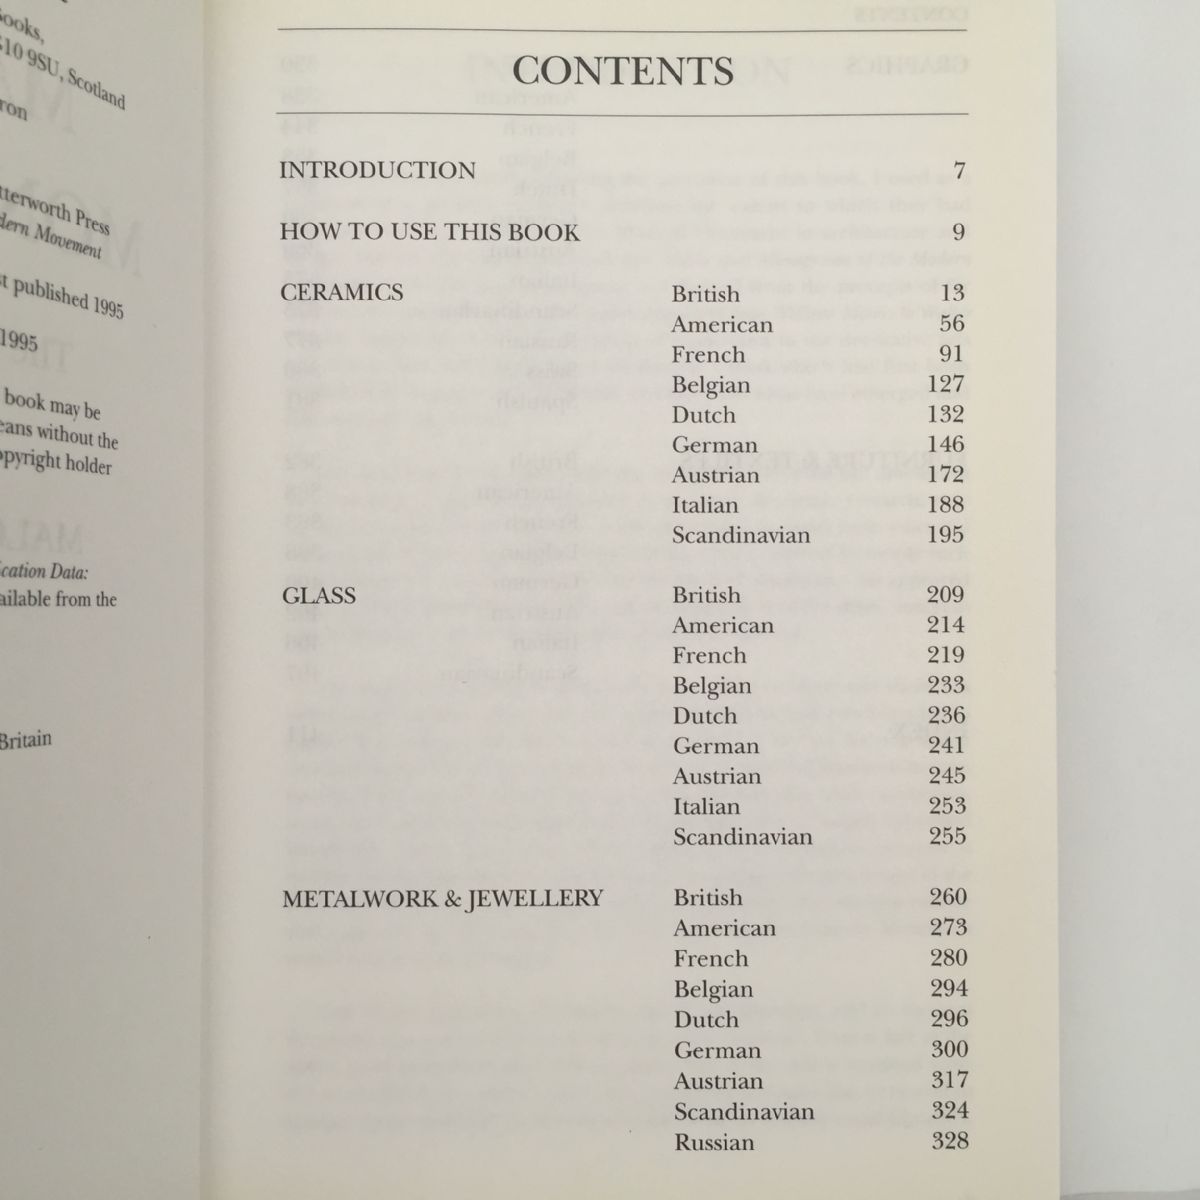 ooks,
10 9SU, Scotland
ron
tterworth Press
dern Movement
st published 1995
1995
book may be
eans without the
opyright holder
cation Data:
ailable from the
Britain
CONTENTS
INTRODUCTION 7
HOW TO USE THIS BOOK 9
CERAMICS British 13
American 56
French 91
Belgian 127
Dutch 132
German 146
Austrian 172
Italian 188
Scandinavian 195
GLASS British 209
American 214
French 219
Belgian 233
Dutch 236
German 241
Austrian 245
Italian 253
Scandinavian 255
METALWORK & JEWELLERY British 260
American 273
French 280
Belgian 294
Dutch 296
German 300
Austrian 317
Scandinavian 324
Russian 328